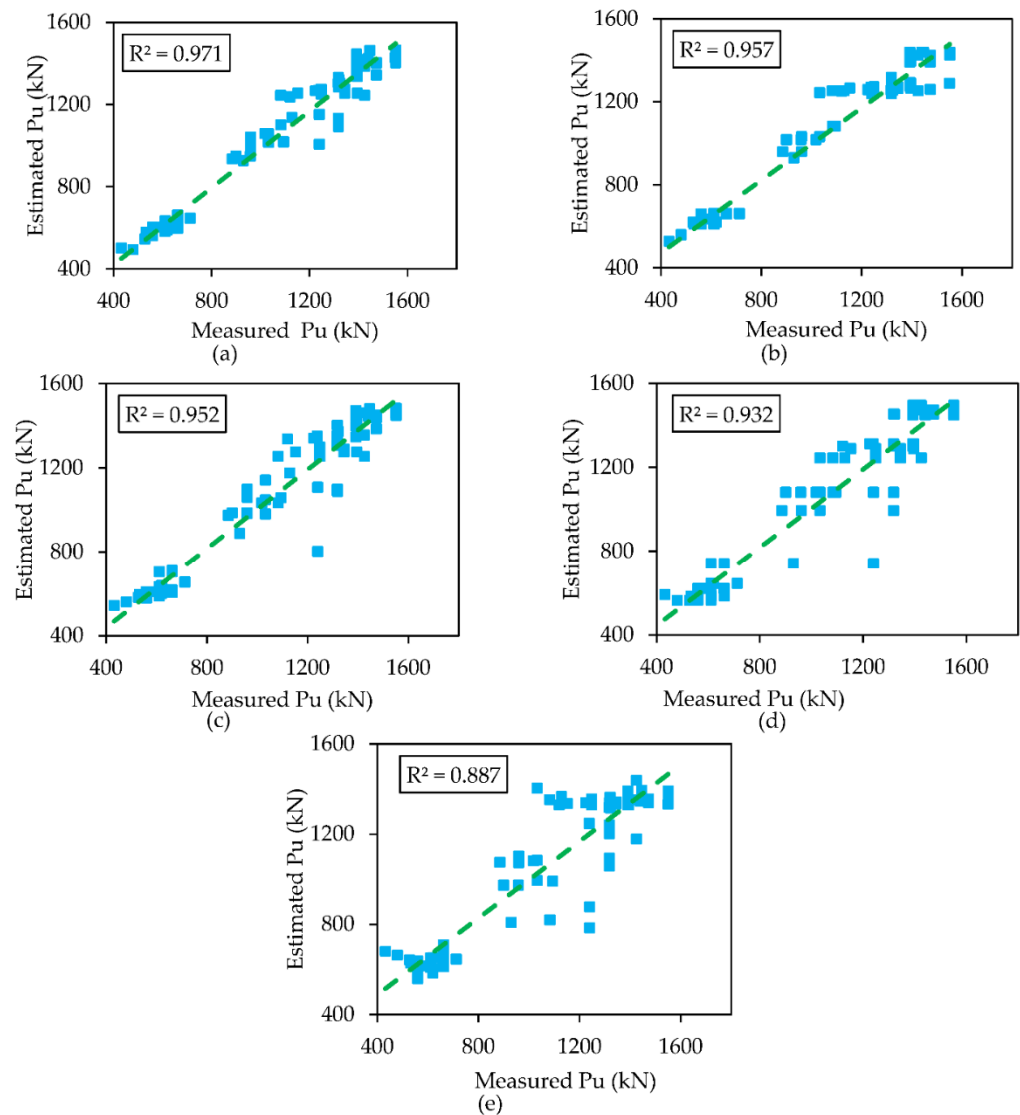 R² = 0.971
1600
1200
800
400
Estimated Pu (kN)
400 800 1200 1600
Measured Pu (kN)
(a)
R² = 0.957
1600
1200
800
400
Estimated Pu (kN)
400 800 1200 1600
Measured Pu (kN)
(b)
R² = 0.952
1600
1200
800
400
Estimated Pu (kN)
400 800 1200 1600
Measured Pu (kN)
(c)
R² = 0.932
1600
1200
800
400
Estimated Pu (kN)
400 800 1200 1600
Measured Pu (kN)
(d)
R² = 0.887
1600
1200
800
400
Estimated Pu (kN)
400 800 1200 1600
Measured Pu (kN)
(e)